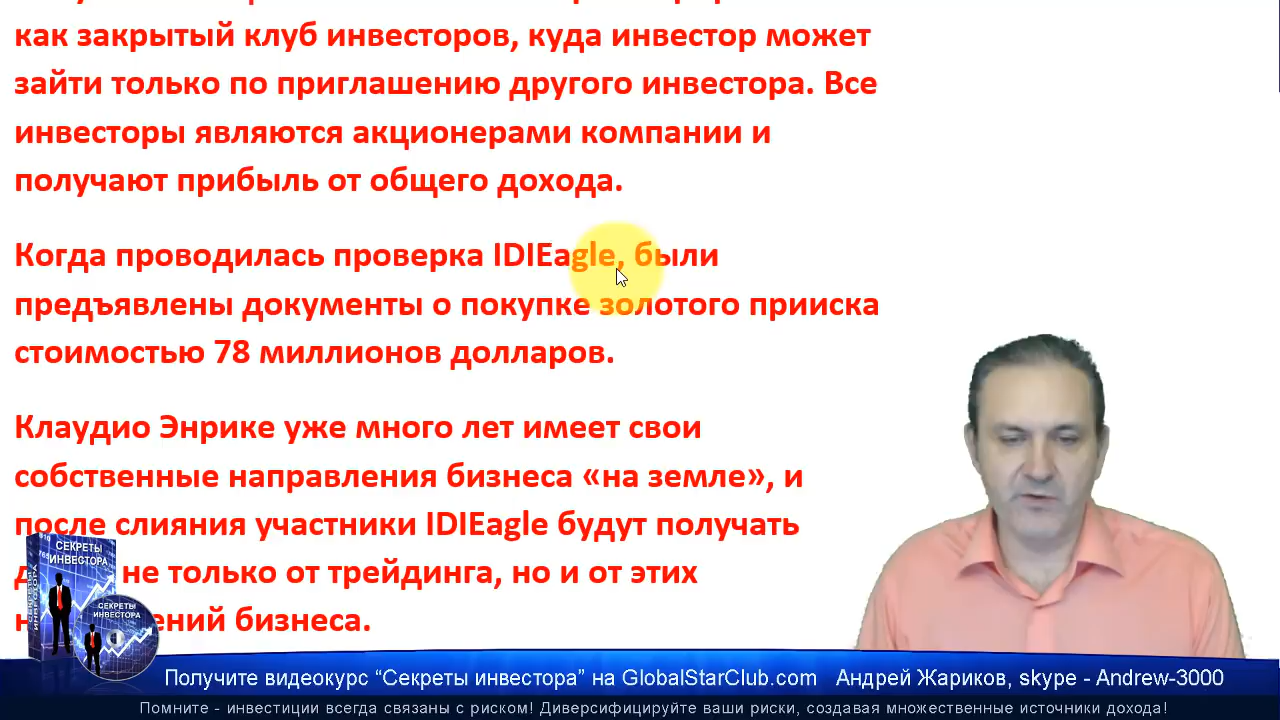 как закрытый клуб инвесторов, куда инвестор может
зайти только по приглашению другого инвестора. Все
инвесторы являются акционерами компании и
получают прибыль от общего дохода.
Когда проводилась проверка IDIEagle, были
предъявлены документы о покупке золотого прииска
стоимостью 78 миллионов долларов.
Клаудио Энрике уже много лет имеет свои
собственные направления бизнеса «на земле», и
после слияния участники IDIEagle будут получать
не только от трейдинга, но и от этих
бизнеса.
СЕКРЕТЫ
ИНВЕСТОРА
СЕКРЕТЫ
ИНВЕСТОРА
Получите видеокурс “Секреты инвестора” на GlobalStarClub.com Андрей Жариков, skype - Andrew-3000
Помните - инвестиции всегда связаны с риском! Диверсифицируйте ваши риски, создавая множественные источники дохода!